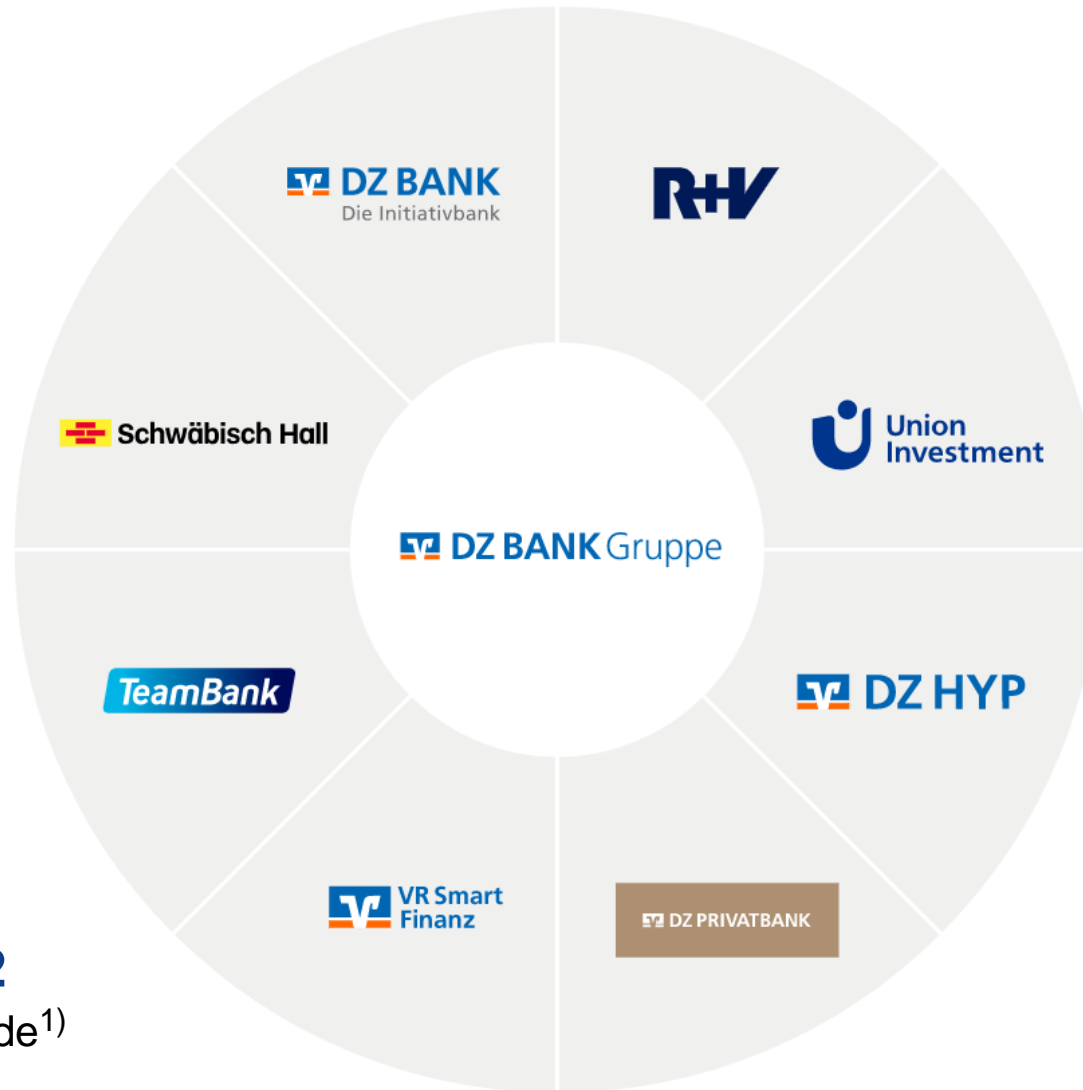 DZ BANK
Die Initiativbank
R+V
Schwäbisch Hall
Union
Investment
DZ BANK Gruppe
TeamBank
DZ HYP
VR Smart
Finanz
DZ PRIVATBANK
de1)